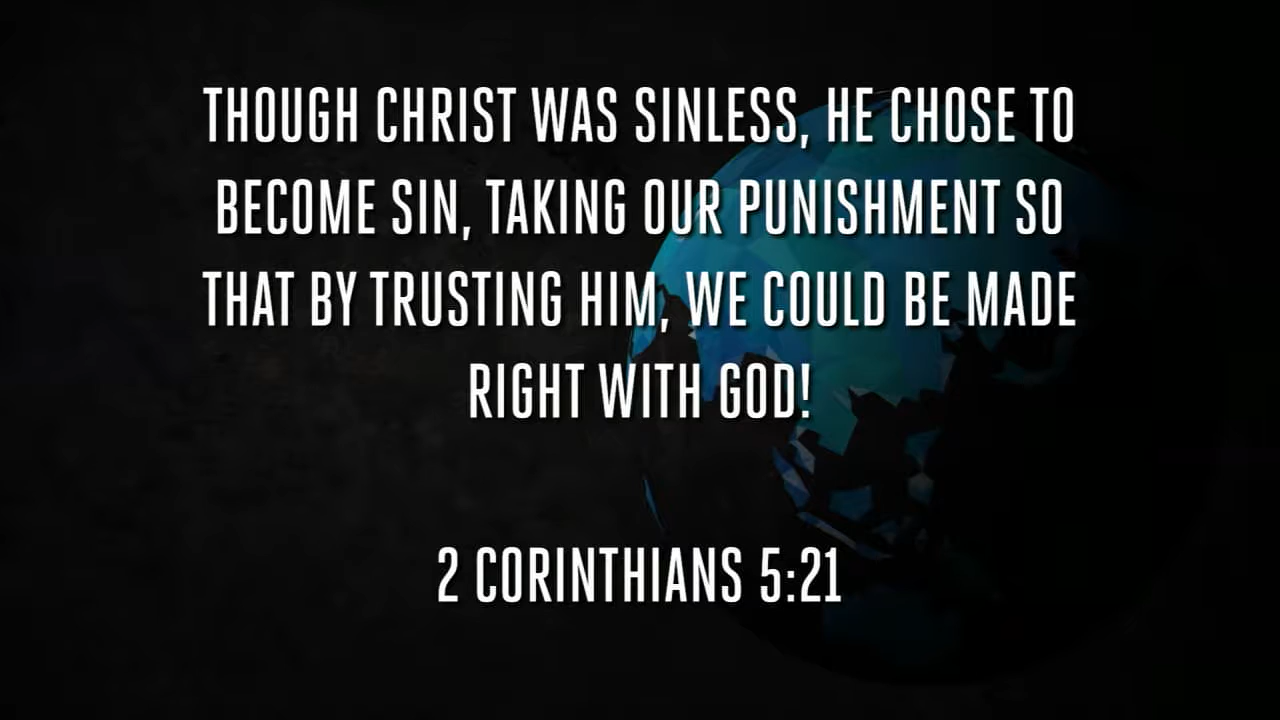 THOUGH CHRIST WAS SINLESS, HE CHOSE TO
BECOME SIN, TAKING OUR PUNISHMENT SO
THAT BY TRUSTING HIM, WE COULD BE MADE
RIGHT WITH GOD!
2 CORINTHIANS 5:21